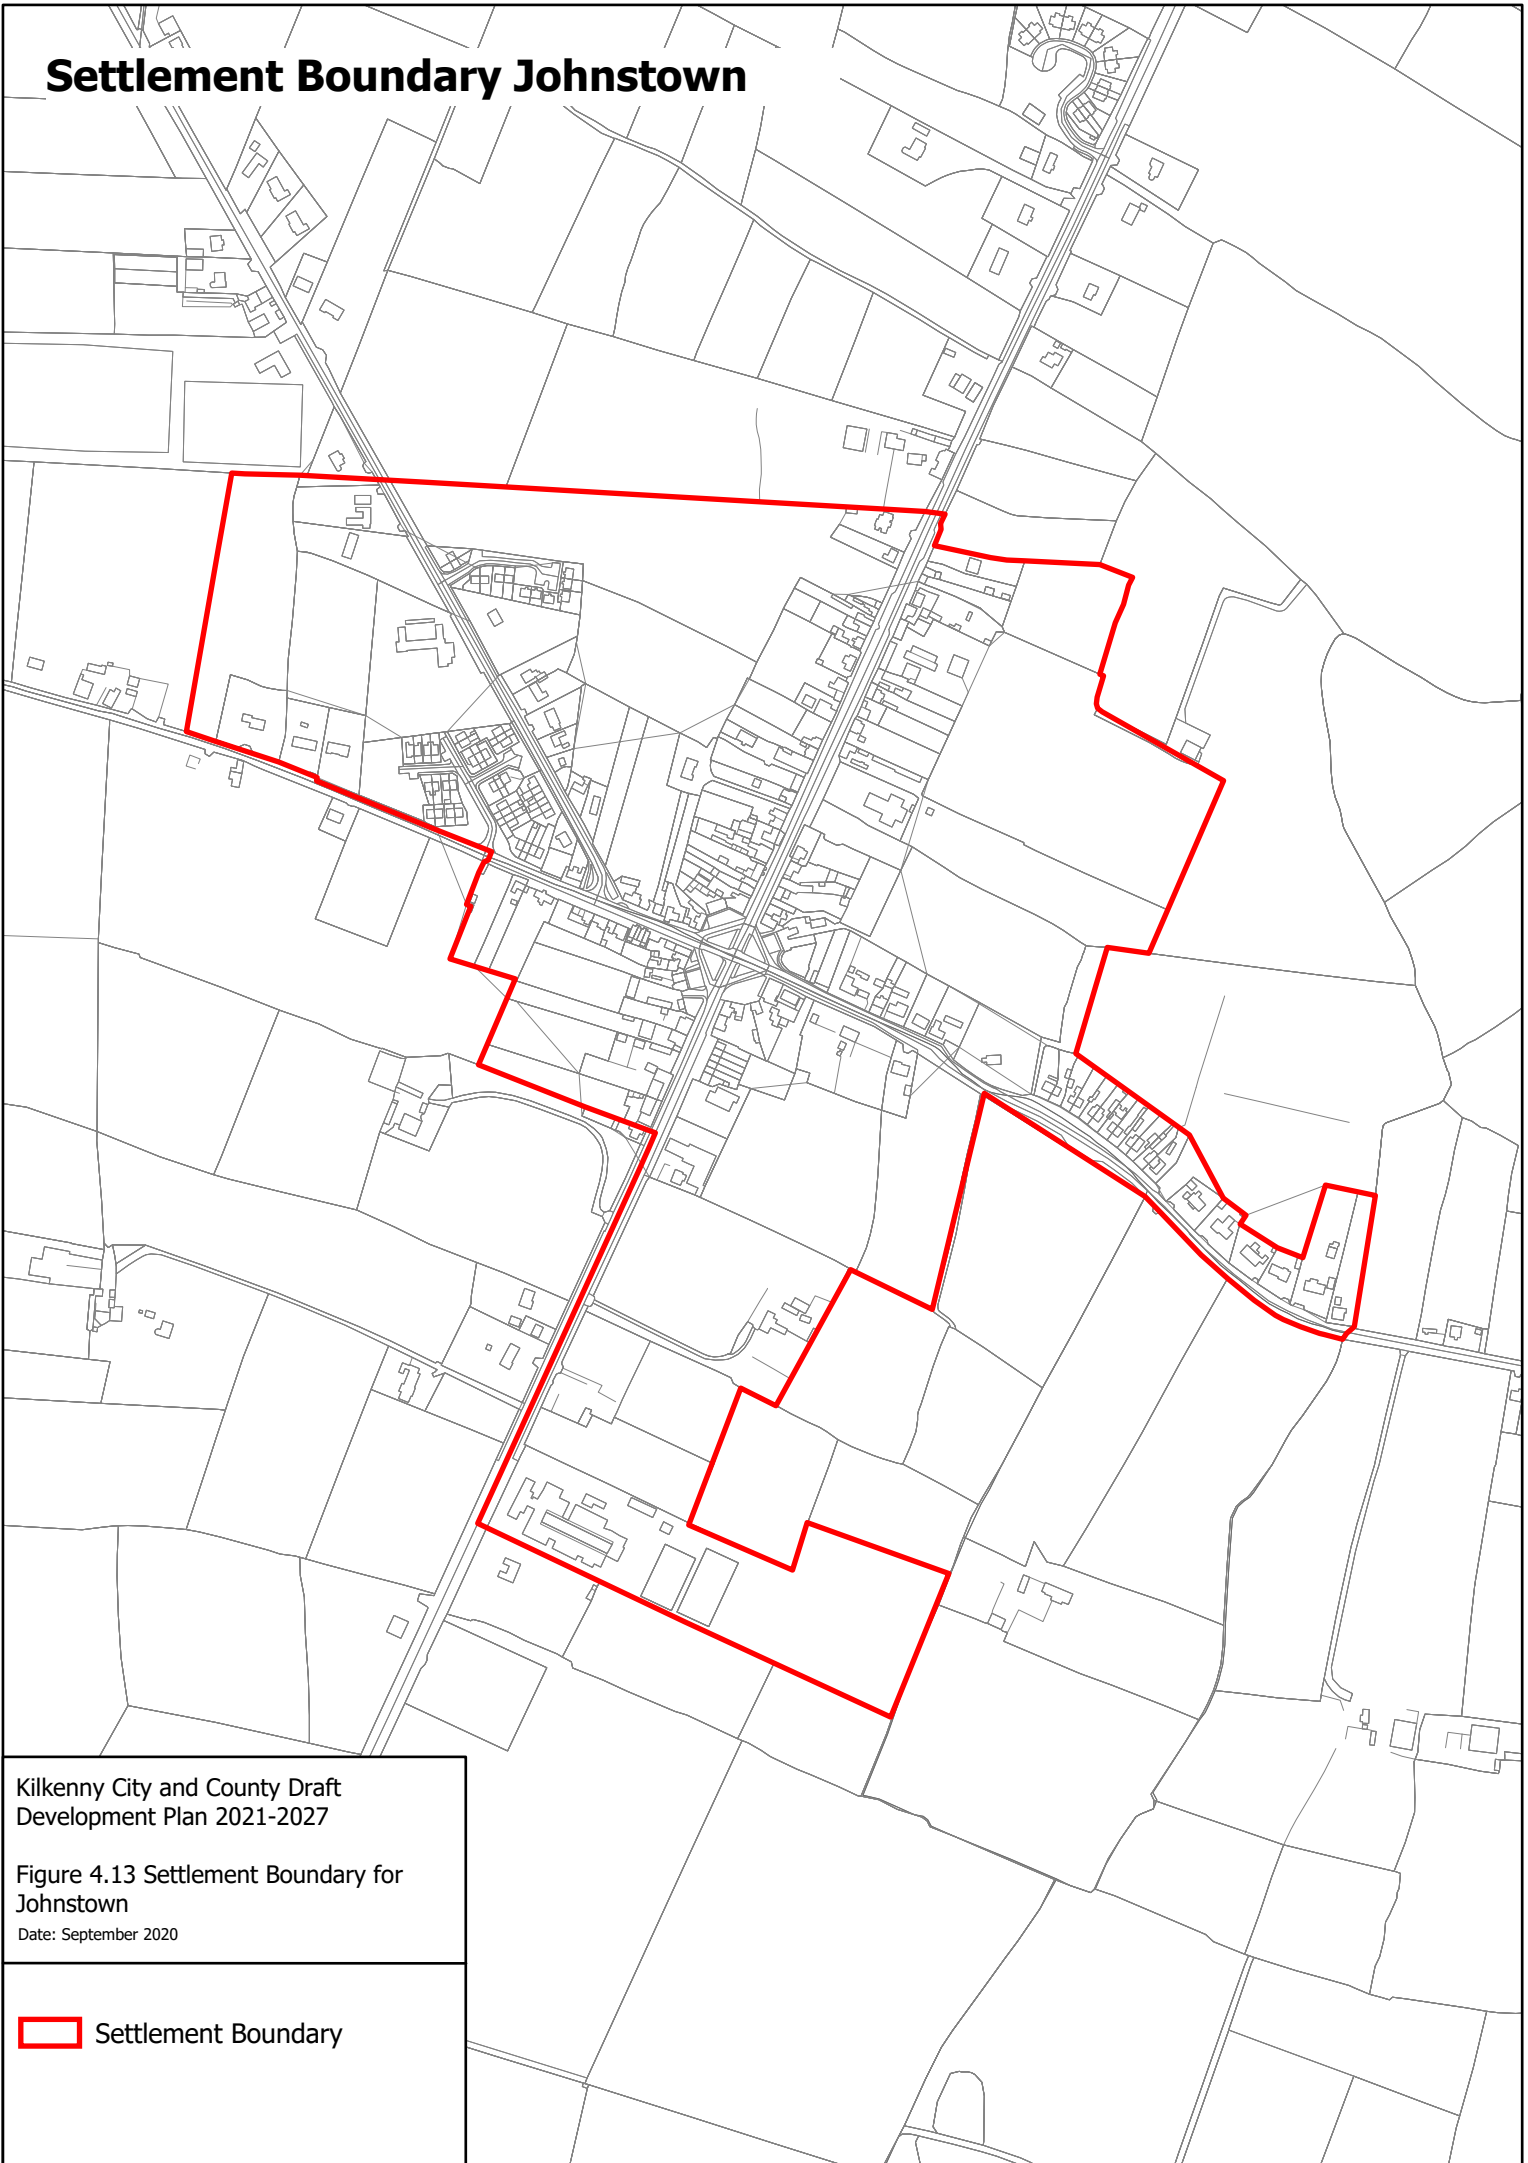 Settlement Boundary Johnstown
Kilkenny City and County Draft
Development Plan 2021-2027
Figure 4.13 Settlement Boundary for
Johnstown
Date: September 2020
Settlement Boundary